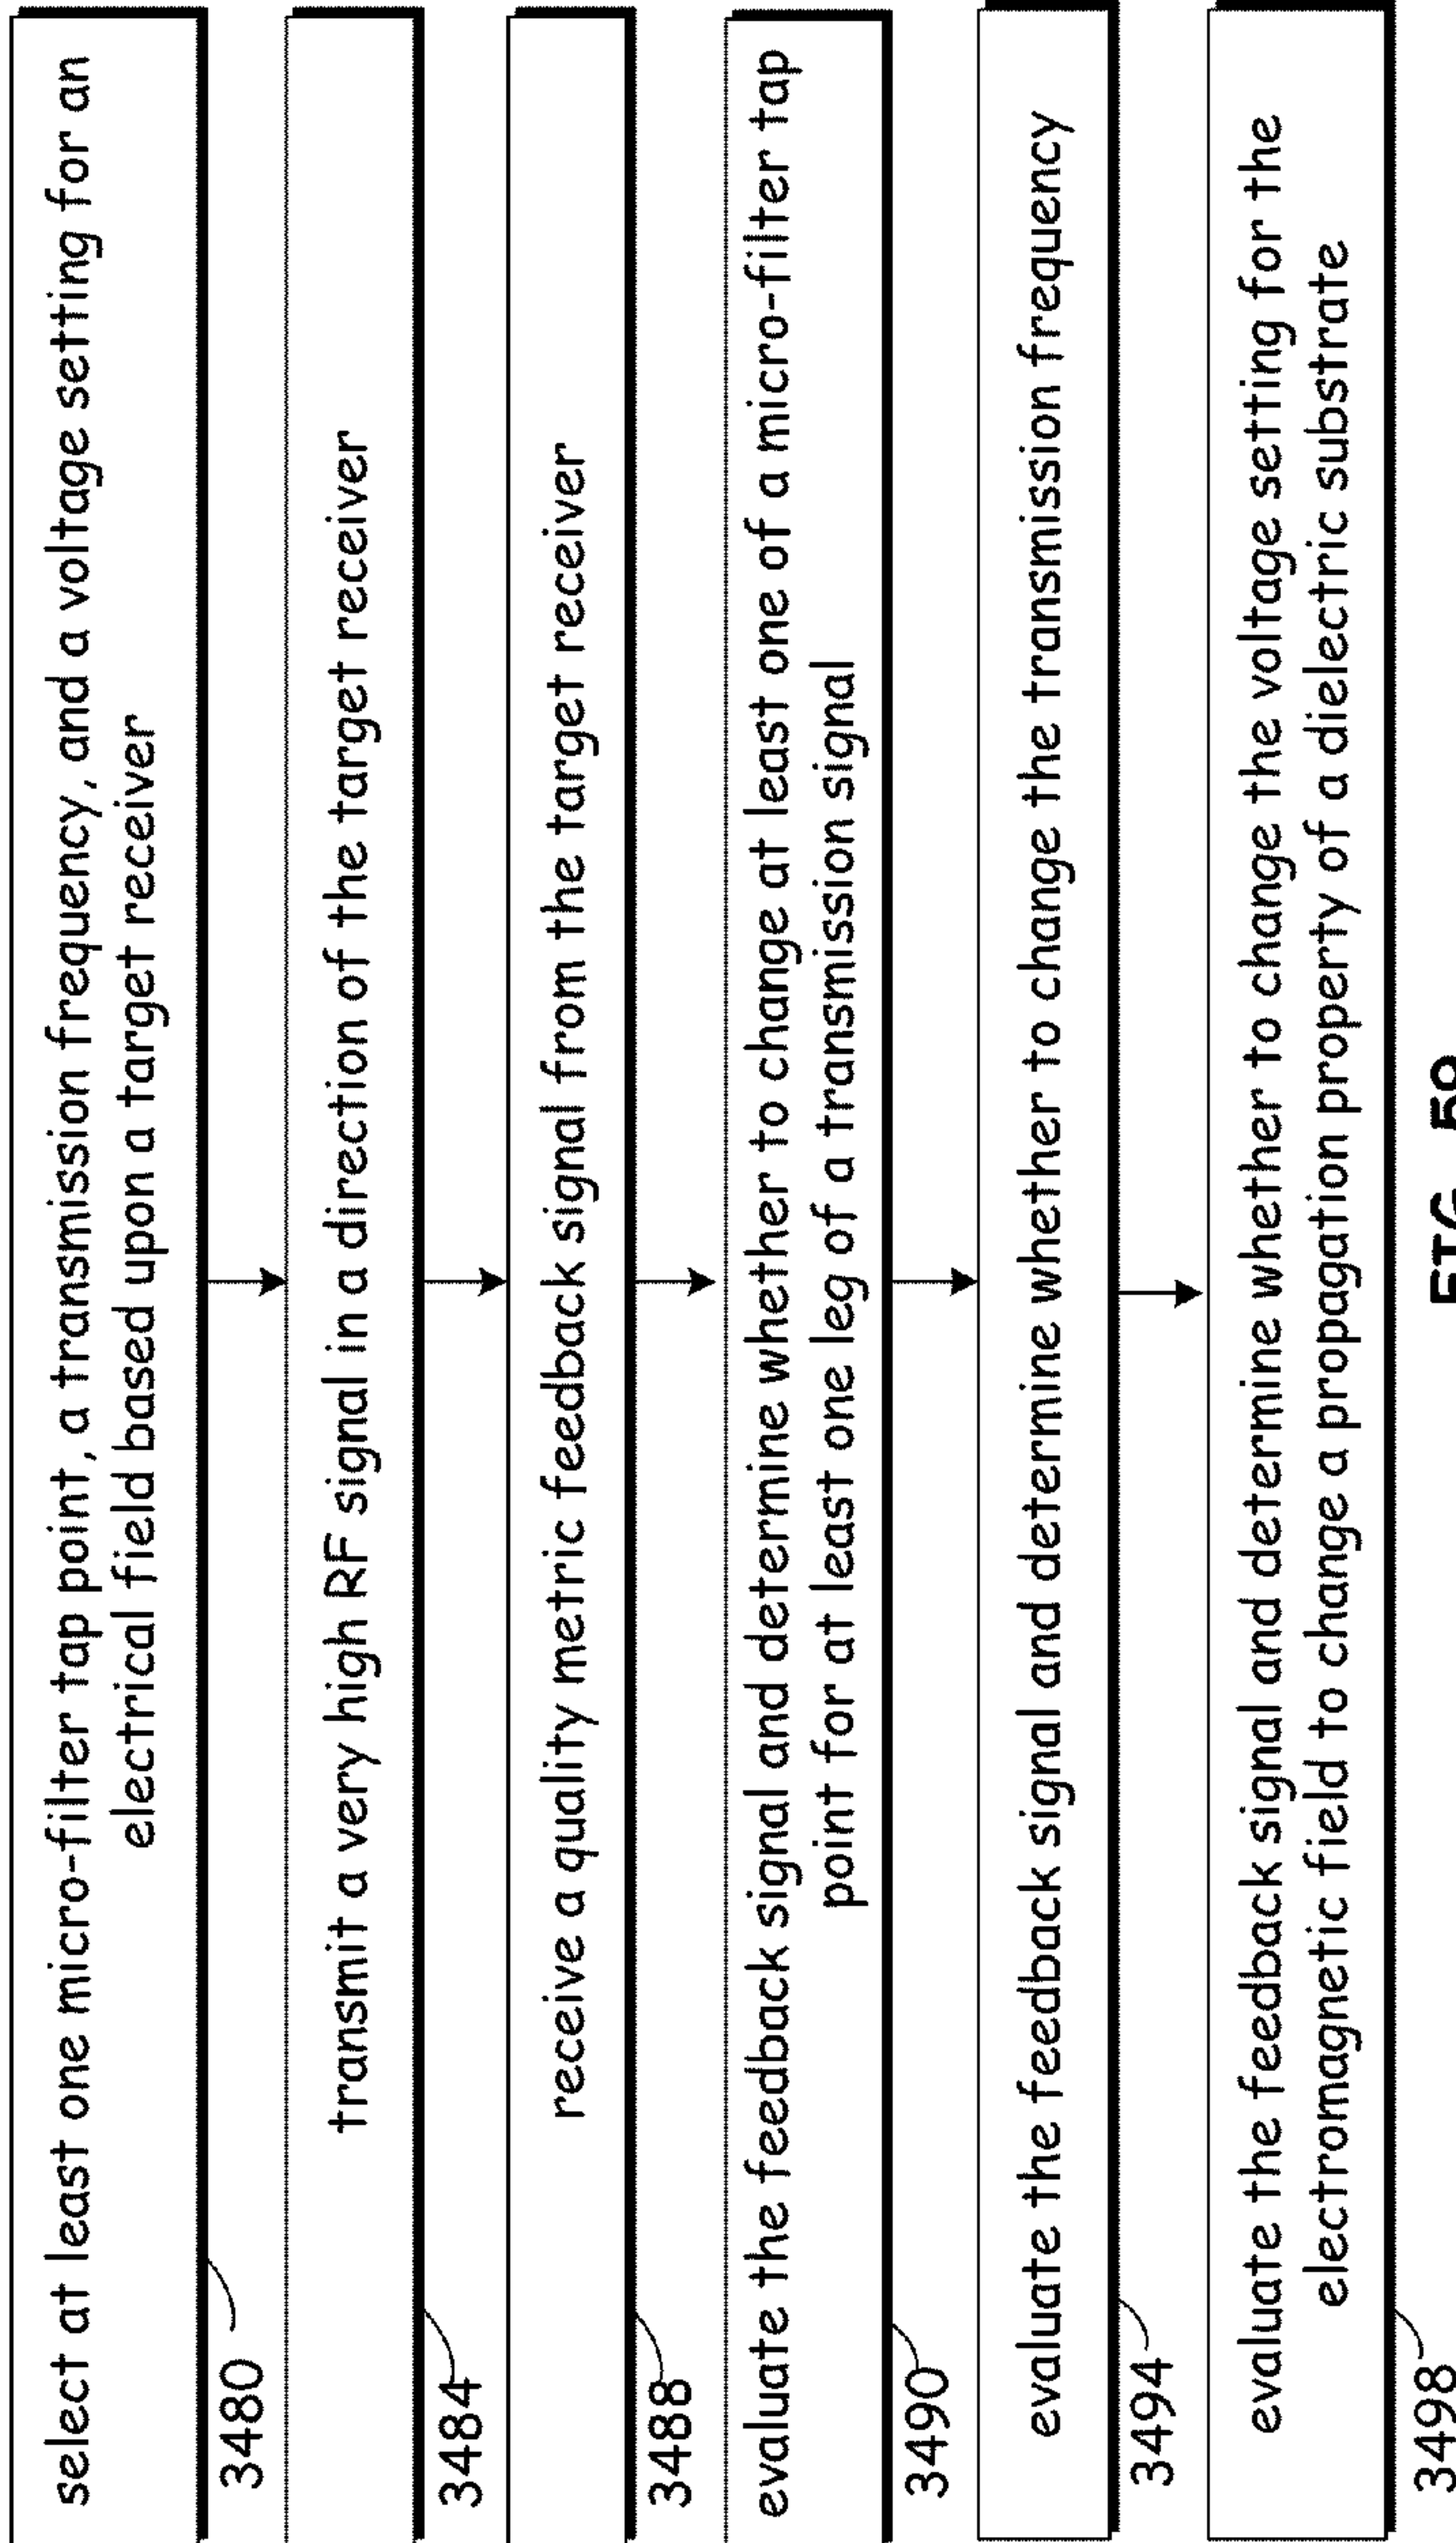 select at least one micro-filter tap point, a transmission frequency, and a voltage setting for an
electrical field based upon a target receiver
3480
transmit a very high RF signal in a direction of the target receiver
3484
receive a quality metric feedback signal from the target receiver
3488
evaluate the feedback signal and determine whether to change at least one of a micro-filter tap
point for at least one leg of a transmission signal
3490
evaluate the feedback signal and determine whether to change the transmission frequency
3494
evaluate the feedback signal and determine whether to change the voltage setting for the
electromagnetic field to change a propagation property of a dielectric substrate
3498
FIG. 59